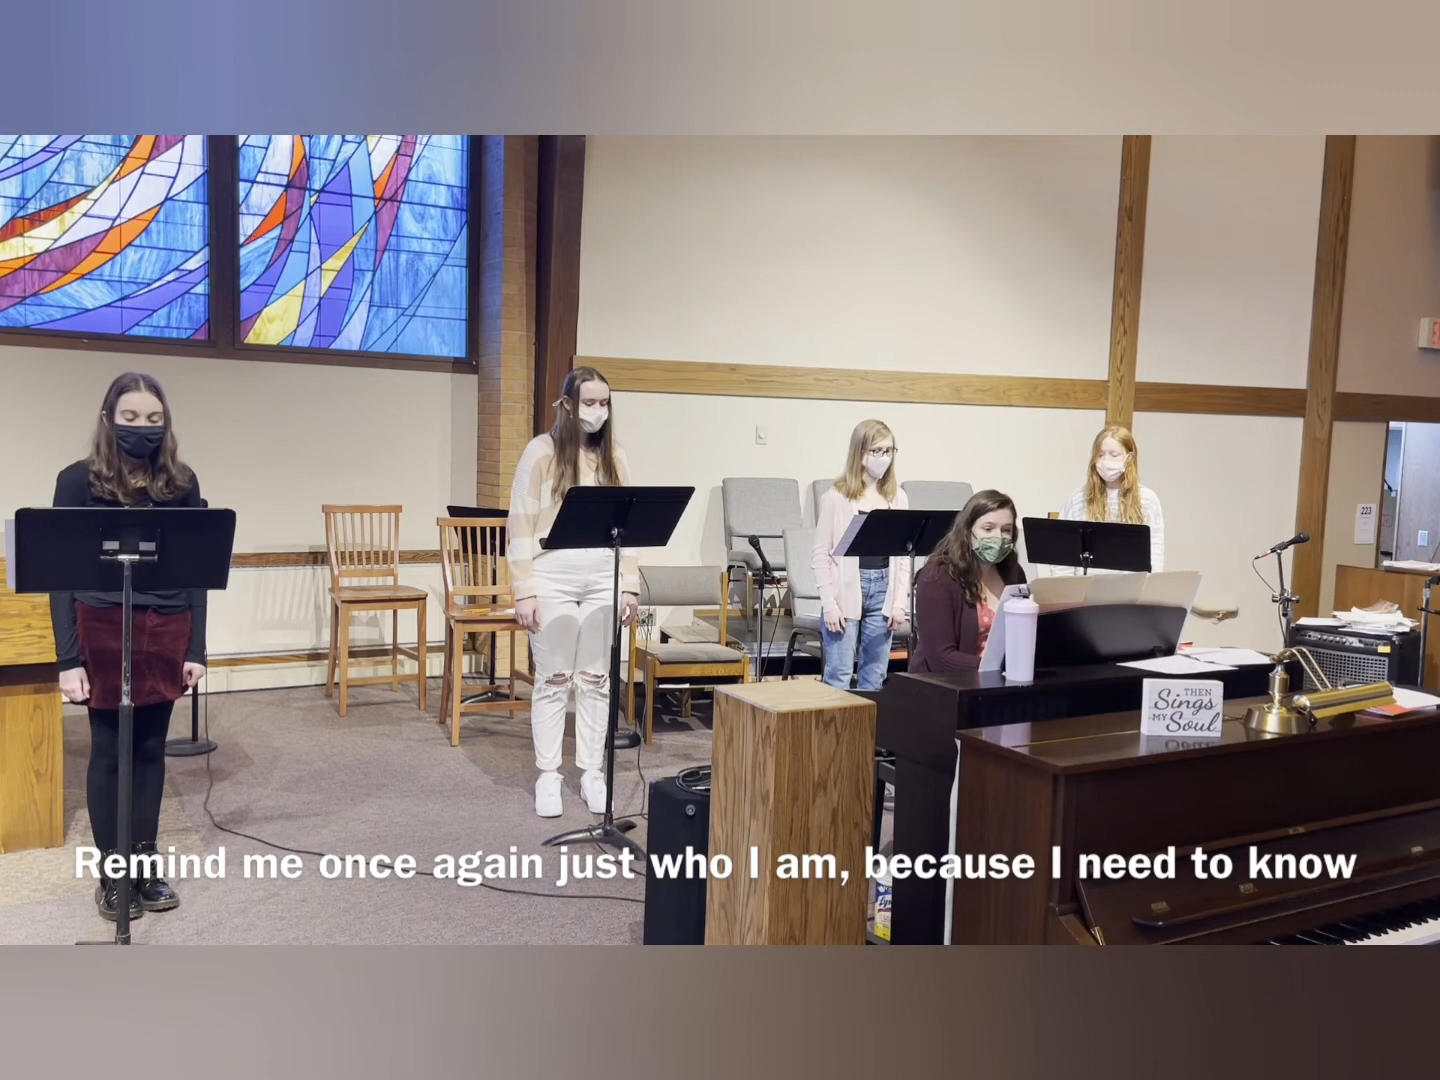 223
THEN
Sings
MY
Soul
Remind me once again just who I am, because I need to know